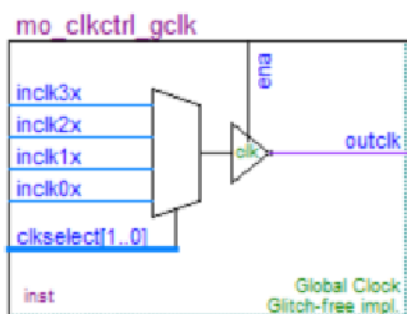 mo_clkctrl_gclk
ena
inclk3x
inclk2x
inclk1x
inclk0x
clk
outclk
clkselect[1..0]
inst
Global Clock
Glitch-free impl.